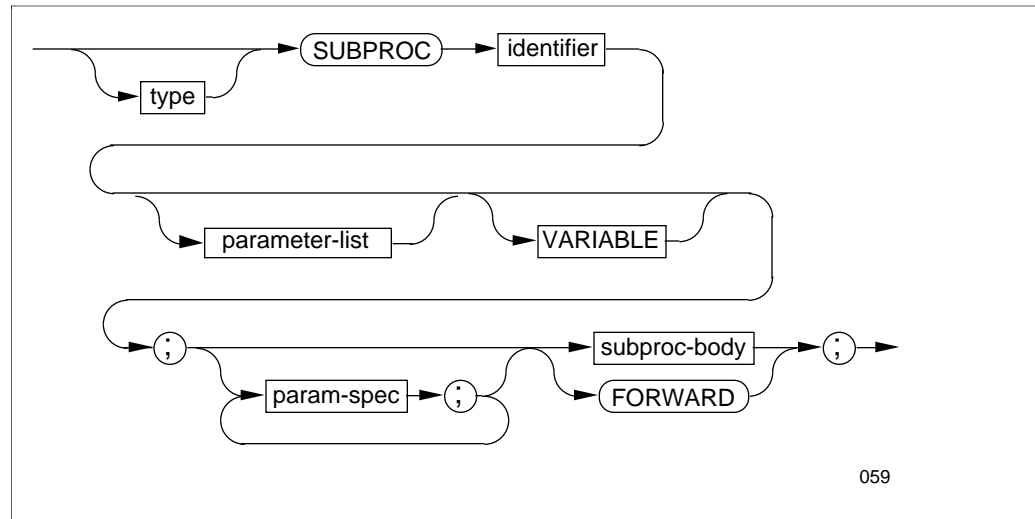 SUBPROC identifier
type
parameter-list VARIABLE
; subproc-body ;
param-spec ; FORWARD
059